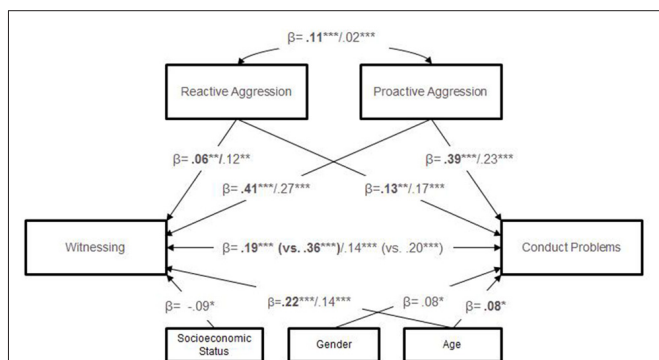 β= .11***/.02***
Reactive Aggression
Proactive Aggression
β= .06**/.12**
β= .39***/.23***
β= .41***/.27***
β=.13**/.17***
Witnessing
β= .19*** (vs. .36***)/.14*** (vs. .20***)
Conduct Problems
β= -.09*
β=.22***/.14***
β= .08*
β= .08*
Socioeconomic
Status
Gender
Age